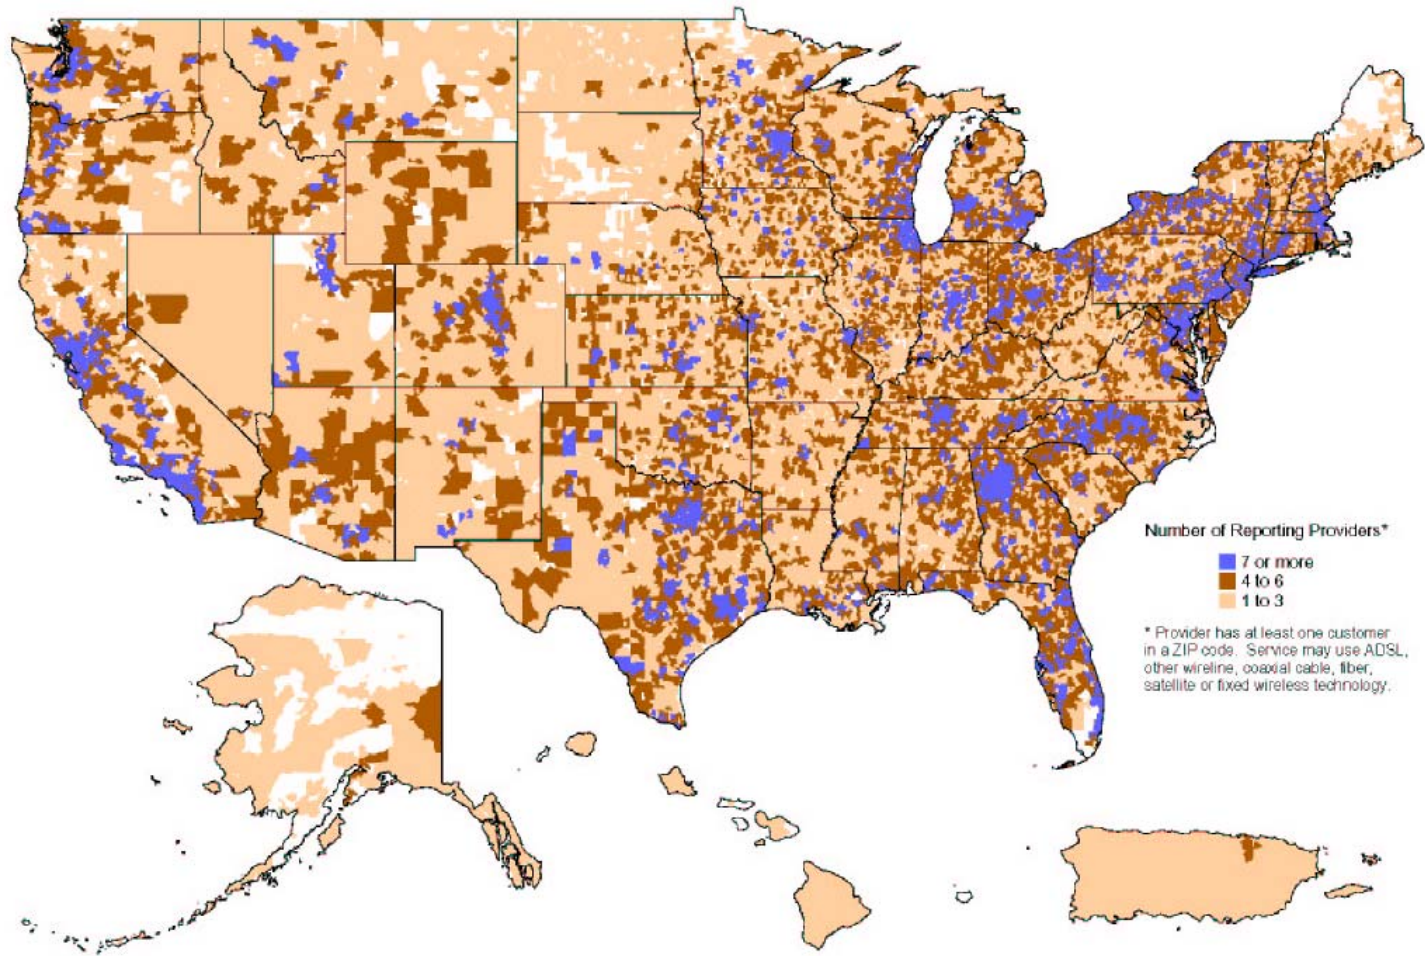 Number of Reporting Providers*
7 or more
4 to 6
1 to 3
* Provider has at least one customer
in a ZIP code. Service may use ADSL,
other wireline, coaxial cable, fiber,
satellite or fixed wireless technology.